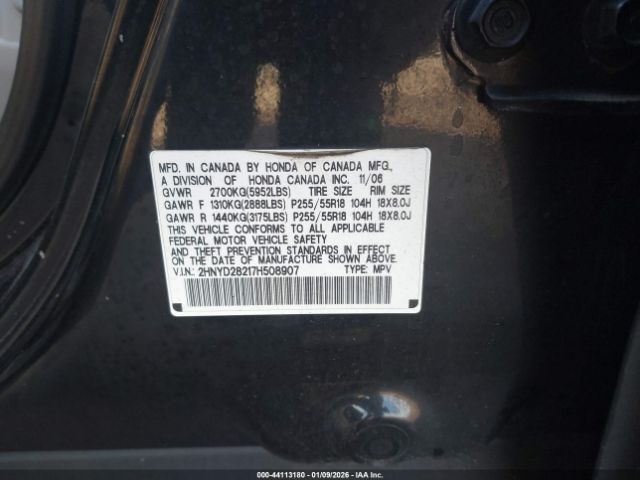 MFD. IN CANADA BY HONDA OF CANADA MFG.,
A DIVISION OF HONDA CANADA INC. 11/06
GVWR 2700KG(5952LBS) TIRE SIZE RIM SIZE
GAWR F 1310KG(2888LBS) P255/55R18 104H 18X8.0J
GAWR R 1440KG(3175LBS) P255/55R18 104H 18X8.0J
THIS VEHICLE CONFORMS TO ALL APPLICABLE
FEDERAL MOTOR VEHICLE SAFETY
AND THEFT PREVENTION STANDARDS IN EFFECT
ON THE DATE OF MANUFACTURE SHOWN ABOVE.
V.I.N.: 2HNYD28217H508907 TYPE: MPV
000-44113180 - 01/09/2026 - IAAI.COM